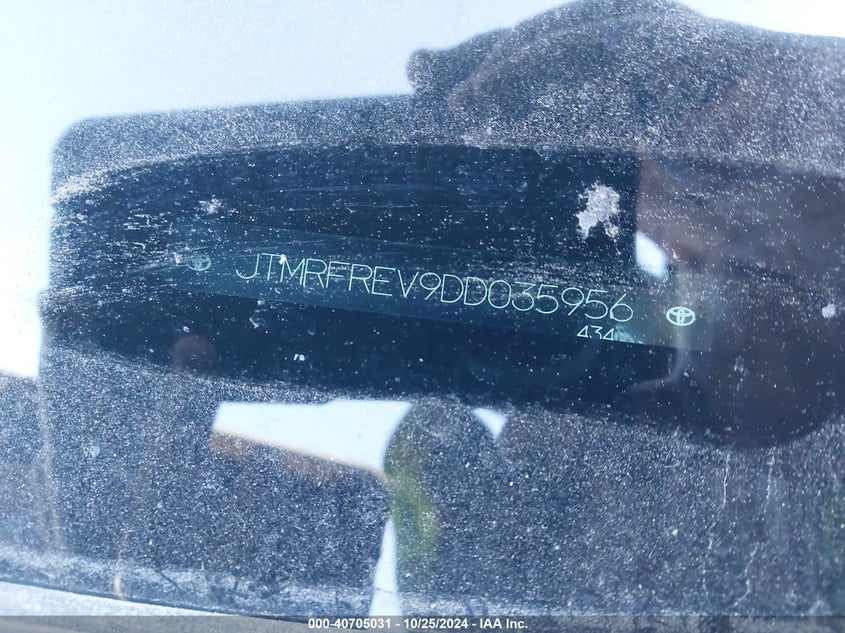 JTMRFREV9DD035956
434
000-40705031 - 10/25/2024 - IAA Inc.